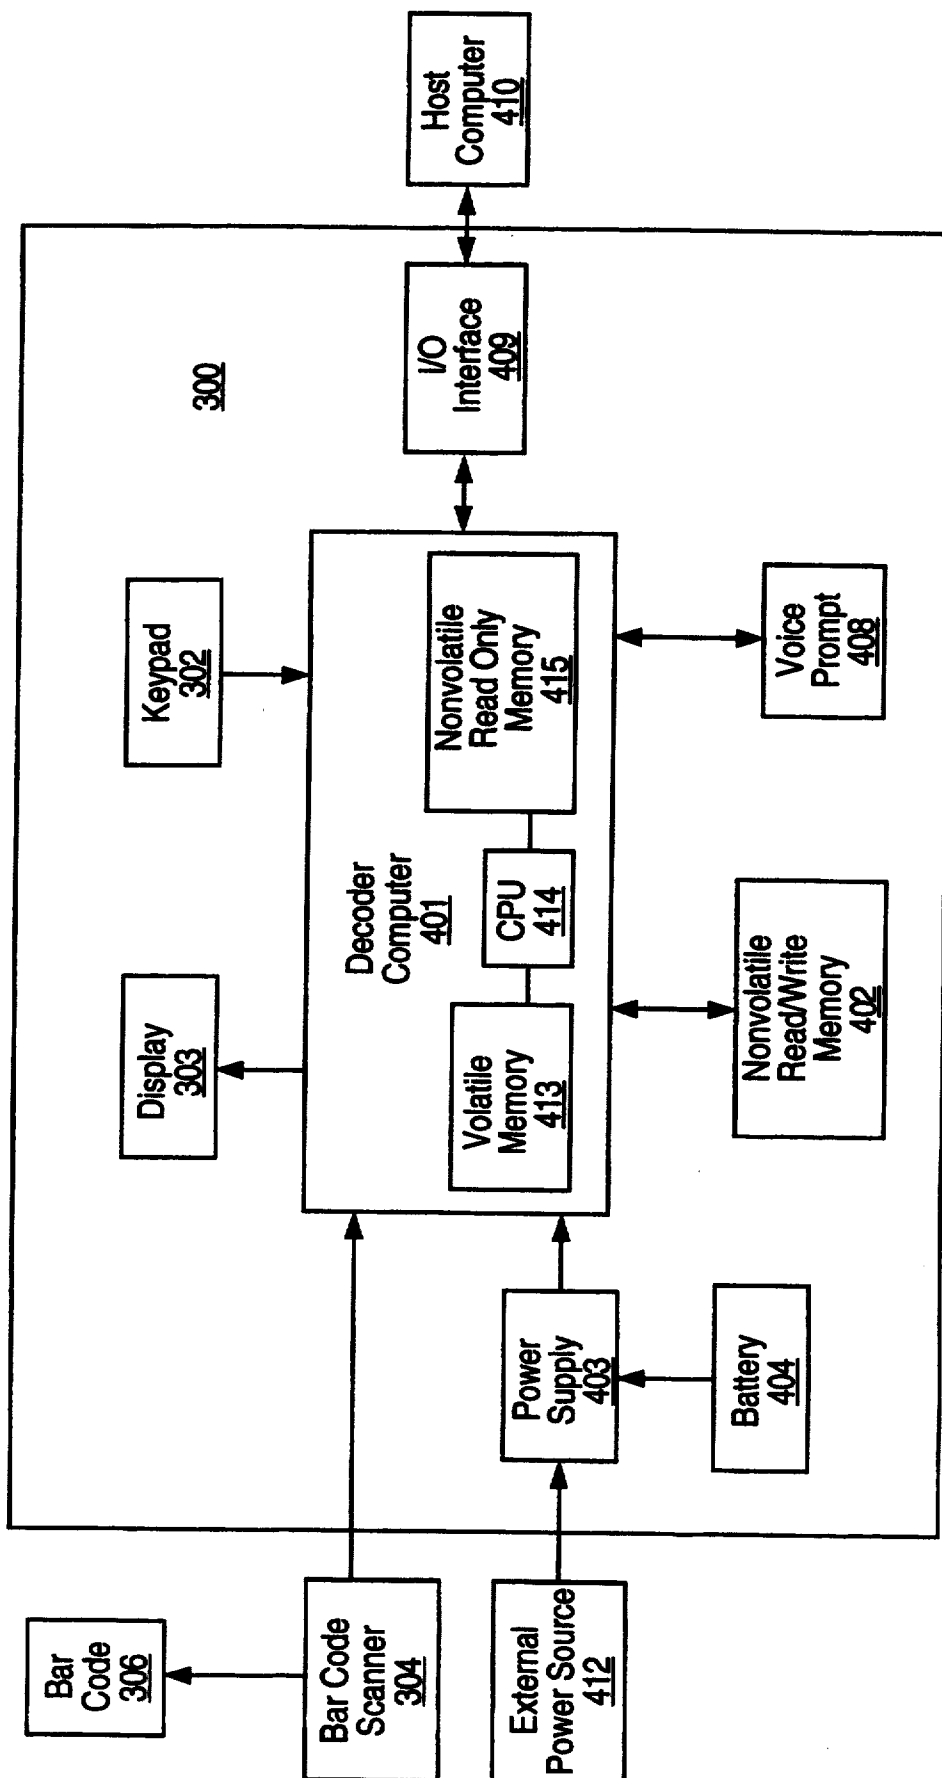 Bar
Code
306
Bar Code
Scanner
304
External
Power Source
412
300
Display
303
Keypad
302
Decoder
Computer
401
Volatile
Memory
413
CPU
414
Nonvolatile
Read Only
Memory
415
Power
Supply
403
Battery
404
Nonvolatile
Read/Write
Memory
402
Voice
Prompt
408
I/O
Interface
409
Host
Computer
410